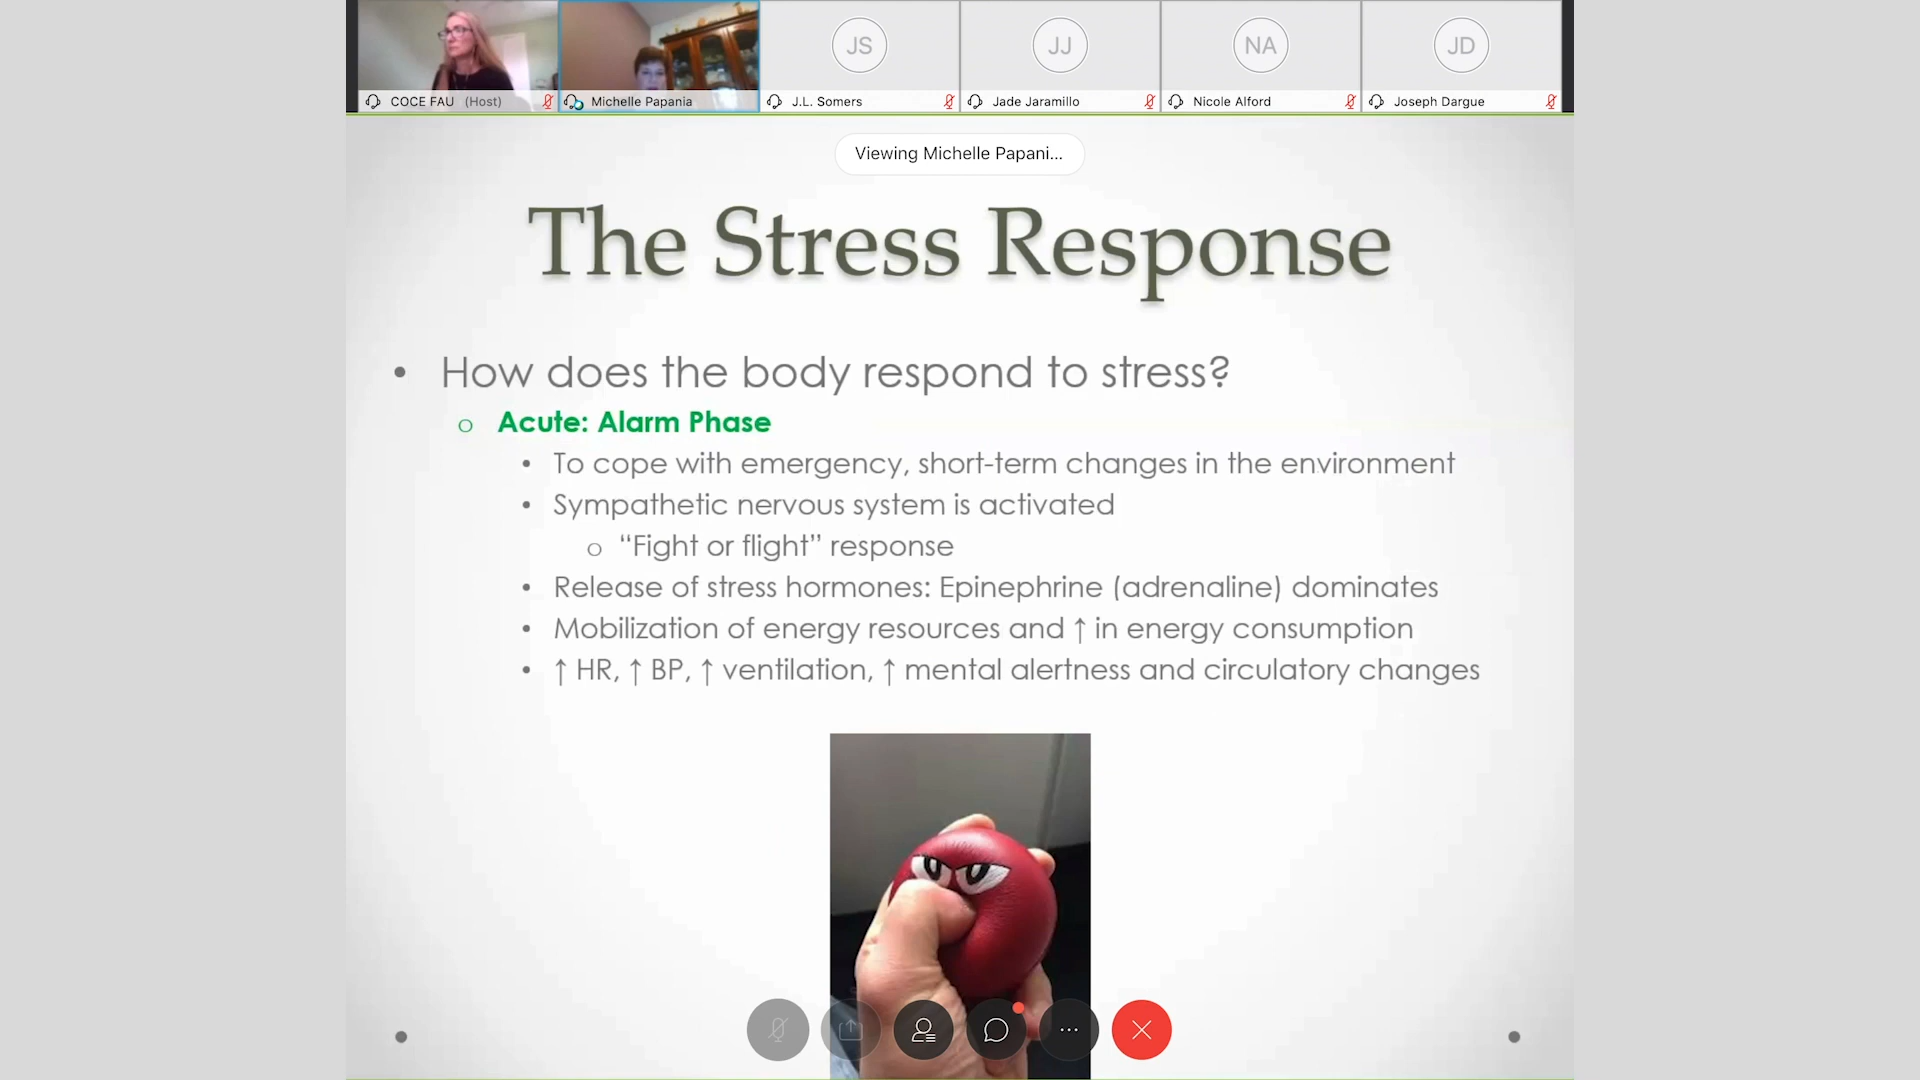 JS
JJ
NA
JD
COCE FAU (Host)
Michelle Papania
J.L. Somers
Jade Jaramillo
Nicole Alford
Joseph Dargue
Viewing Michelle Papani...
The Stress Response
• How does the body respond to stress?
o Acute: Alarm Phase
• To cope with emergency, short-term changes in the environment
• Sympathetic nervous system is activated
o “Fight or flight” response
• Release of stress hormones: Epinephrine (adrenaline) dominates
• Mobilization of energy resources and ↑ in energy consumption
• ↑ HR, ↑ BP, ↑ ventilation, ↑ mental alertness and circulatory changes